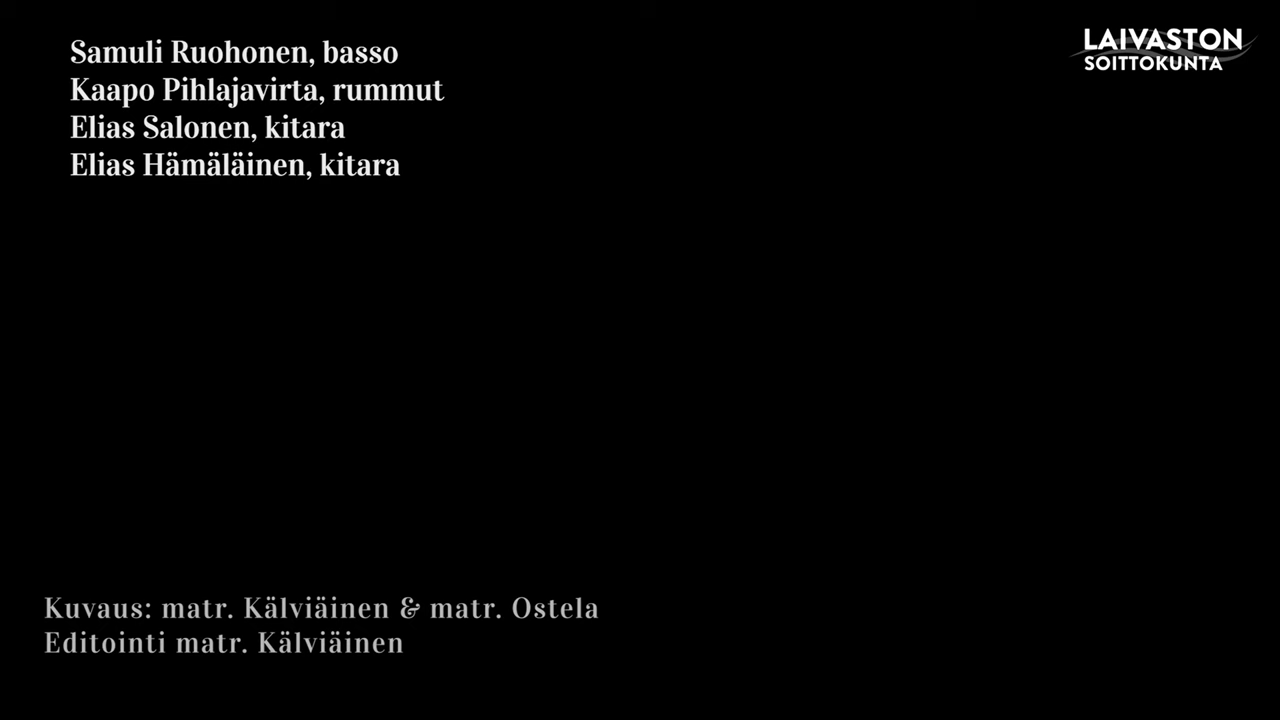 Samuli Ruohonen, basso
Kaapo Pihlajavirta, rummut
Elias Salonen, kitara
Elias Hämäläinen, kitara
LAIVASTON
SOITTOKUNTA
Kuvaus: matr. Kälviäinen & matr. Ostela
Editointi matr. Kälviäinen